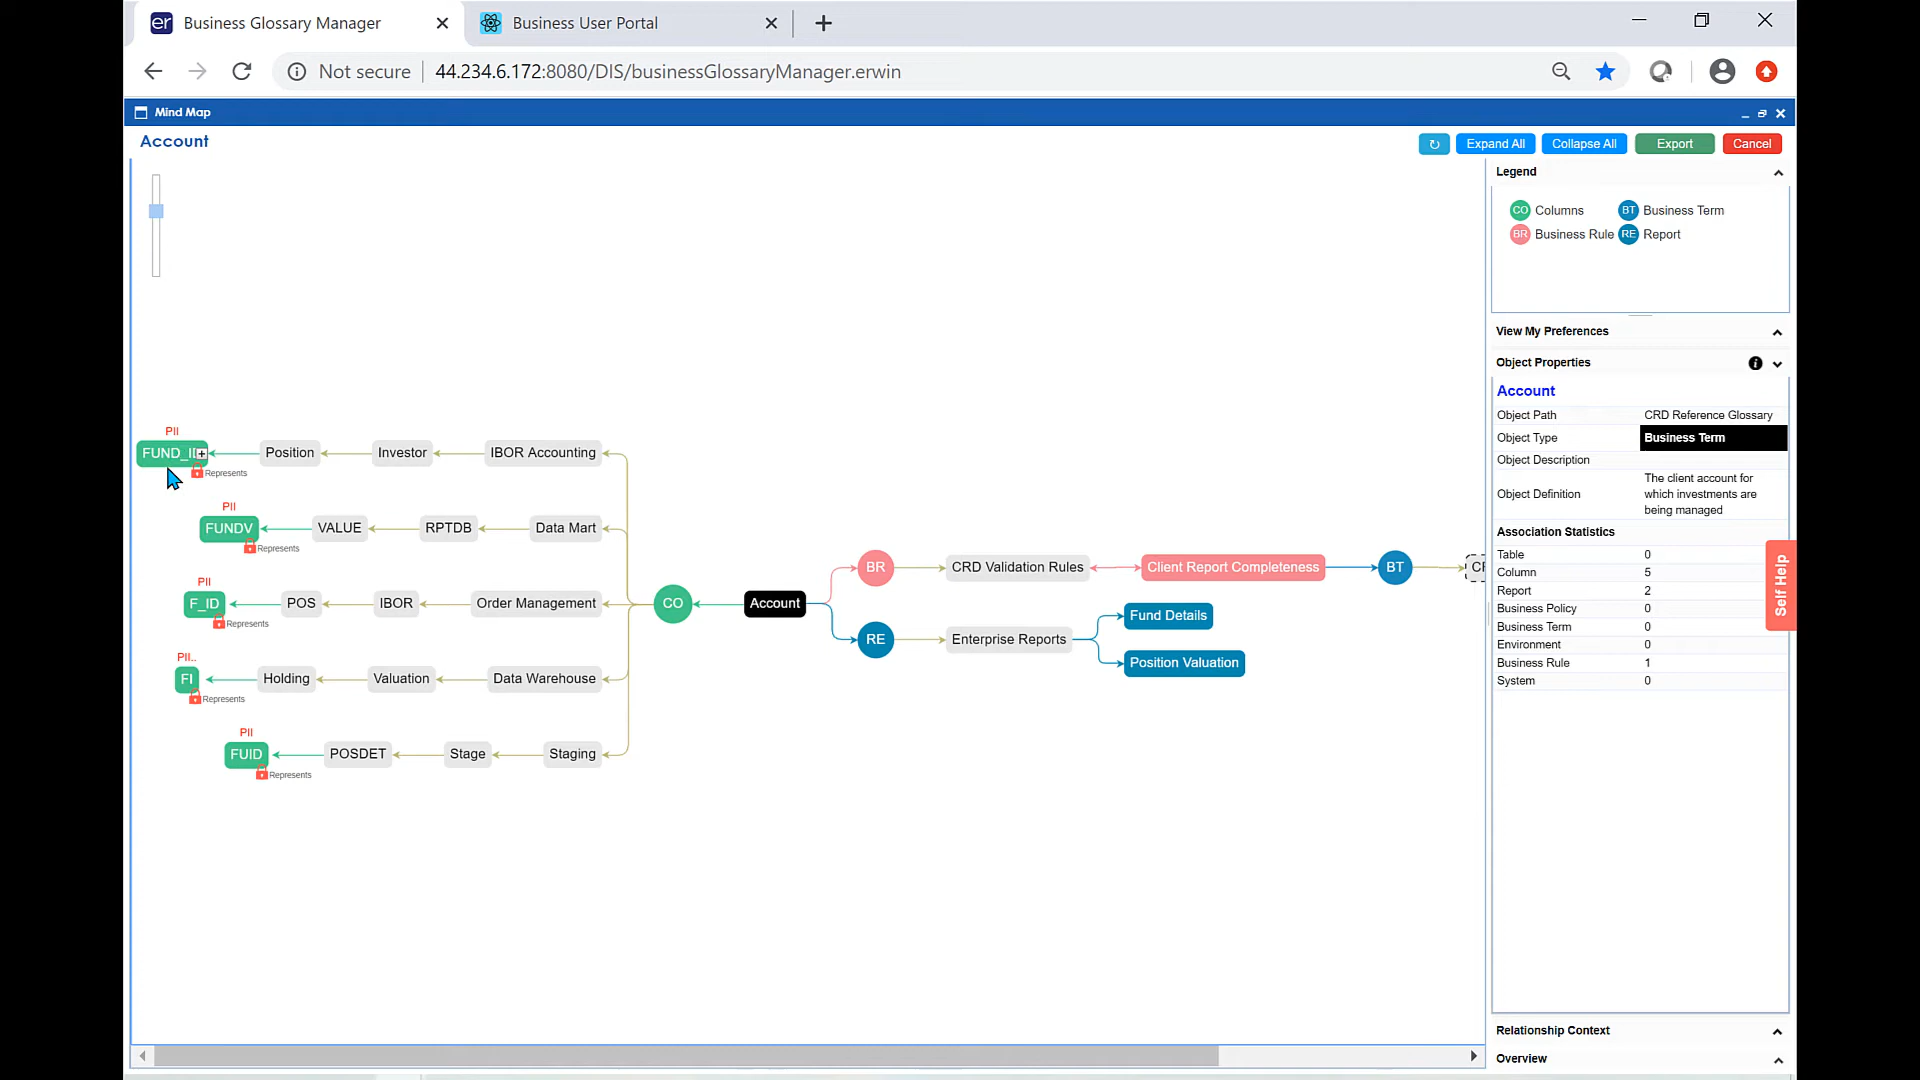 er Business Glossary Manager
Business User Portal
Not secure 44.234.6.172:8080/DIS/businessGlossaryManager.erwin
Mind Map
Account
Expand All Collapse All Export Cancel
Legend
CO Columns BT Business Term
BR Business Rule RE Report
View My Preferences
Object Properties
Account
Object Path CRD Reference Glossary
Object Type Business Term
Object Description
Object Definition The client account for
which investments are
being managed
Association Statistics
Table 0
Column 5
Report 2
Business Policy 0
Business Term 0
Environment 0
Business Rule 1
System 0
Relationship Context
Overview
Self Help
PII
FUND_ID Position Investor IBOR Accounting
Represents
PII
FUNDV VALUE RPTDB Data Mart
Represents
PII
F_ID POS IBOR Order Management
Represents
PII..
FI Holding Valuation Data Warehouse
Represents
PII
FUID POSDET Stage Staging
Represents
CO Account
BR CRD Validation Rules Client Report Completeness BT
RE Enterprise Reports
Fund Details
Position Valuation